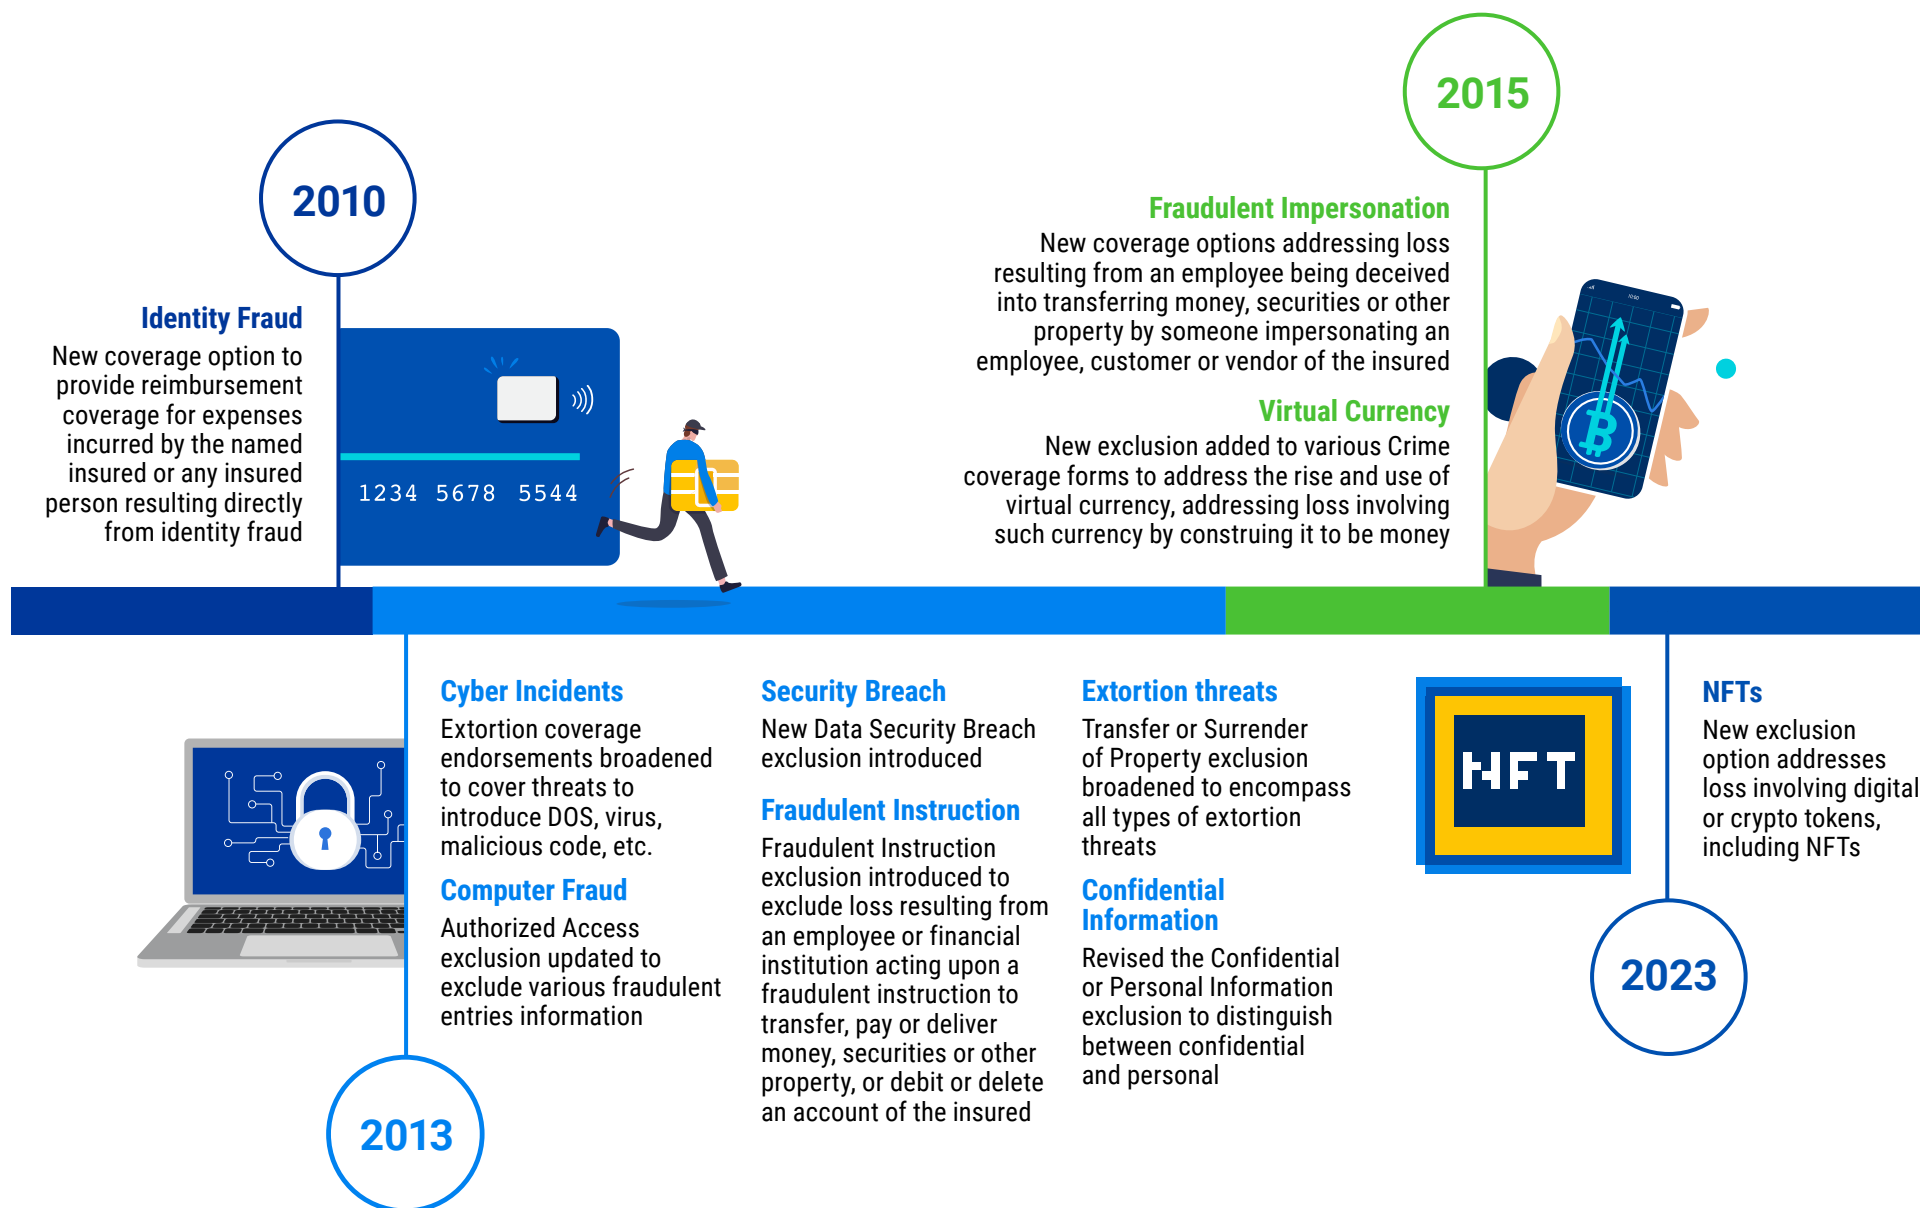 2010
Identity Fraud
New coverage option to
provide reimbursement
coverage for expenses
incurred by the named
insured or any insured
person resulting directly
from identity fraud
1234 5678 5544
2015
Fraudulent Impersonation
New coverage options addressing loss
resulting from an employee being deceived
into transferring money, securities or other
property by someone impersonating an
employee, customer or vendor of the insured
Virtual Currency
New exclusion added to various Crime
coverage forms to address the rise and use of
virtual currency, addressing loss involving
such currency by construing it to be money
10:50
Cyber Incidents
Extortion coverage
endorsements broadened
to cover threats to
introduce DOS, virus,
malicious code, etc.
Computer Fraud
Authorized Access
exclusion updated to
exclude various fraudulent
entries information
2013
Security Breach
New Data Security Breach
exclusion introduced
Fraudulent Instruction
Fraudulent Instruction
exclusion introduced to
exclude loss resulting from
an employee or financial
institution acting upon a
fraudulent instruction to
transfer, pay or deliver
money, securities or other
property, or debit or delete
an account of the insured
Extortion threats
Transfer or Surrender
of Property exclusion
broadened to encompass
all types of extortion
threats
Confidential
Information
Revised the Confidential
or Personal Information
exclusion to distinguish
between confidential
and personal
NFT
NFTs
New exclusion
option addresses
loss involving digital
or crypto tokens,
including NFTs
2023